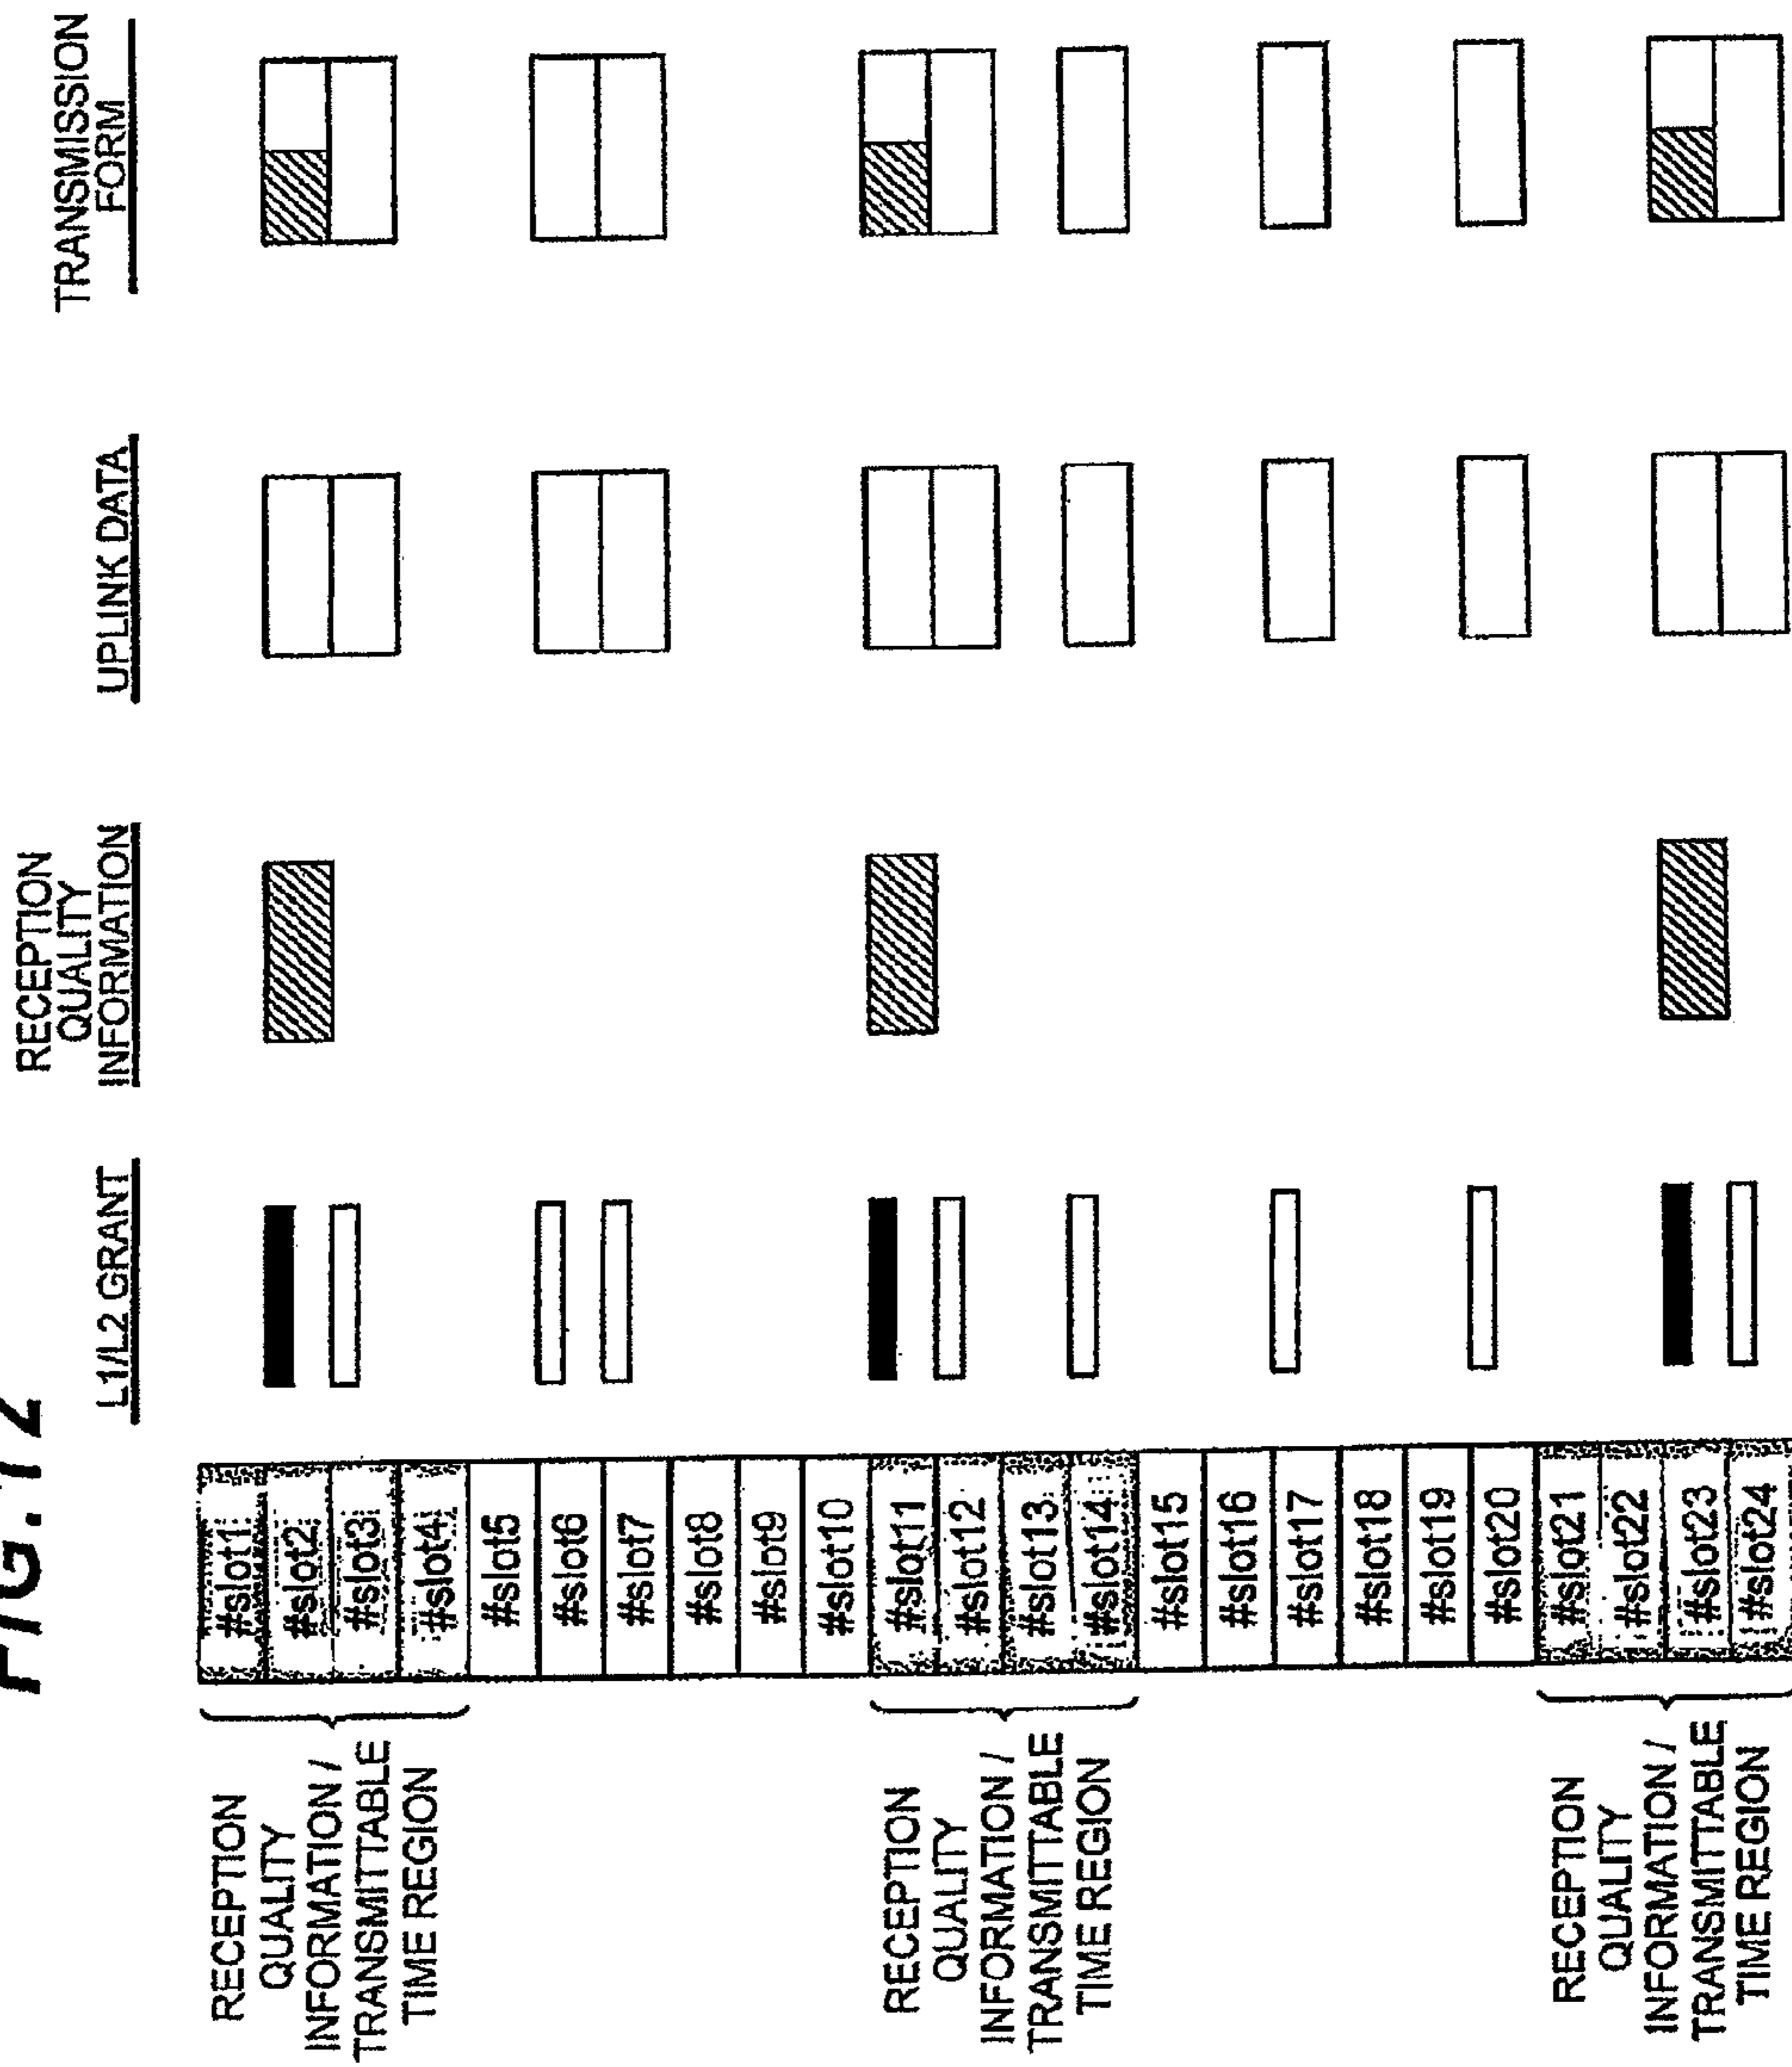 FIG.12
L1/L2 GRANT
RECEPTION
QUALITY
INFORMATION
UPLINK DATA
TRANSMISSION
FORM
RECEPTION
QUALITY
INFORMATION /
TRANSMITTABLE
TIME REGION
#slot1
#slot2
#slot3
#slot4
#slot5
#slot6
#slot7
#slot8
#slot9
#slot10
RECEPTION
QUALITY
INFORMATION /
TRANSMITTABLE
TIME REGION
#slot11
#slot12
#slot13
#slot14
#slot15
#slot16
#slot17
#slot18
#slot19
#slot20
RECEPTION
QUALITY
INFORMATION /
TRANSMITTABLE
TIME REGION
#slot21
#slot22
#slot23
#slot24